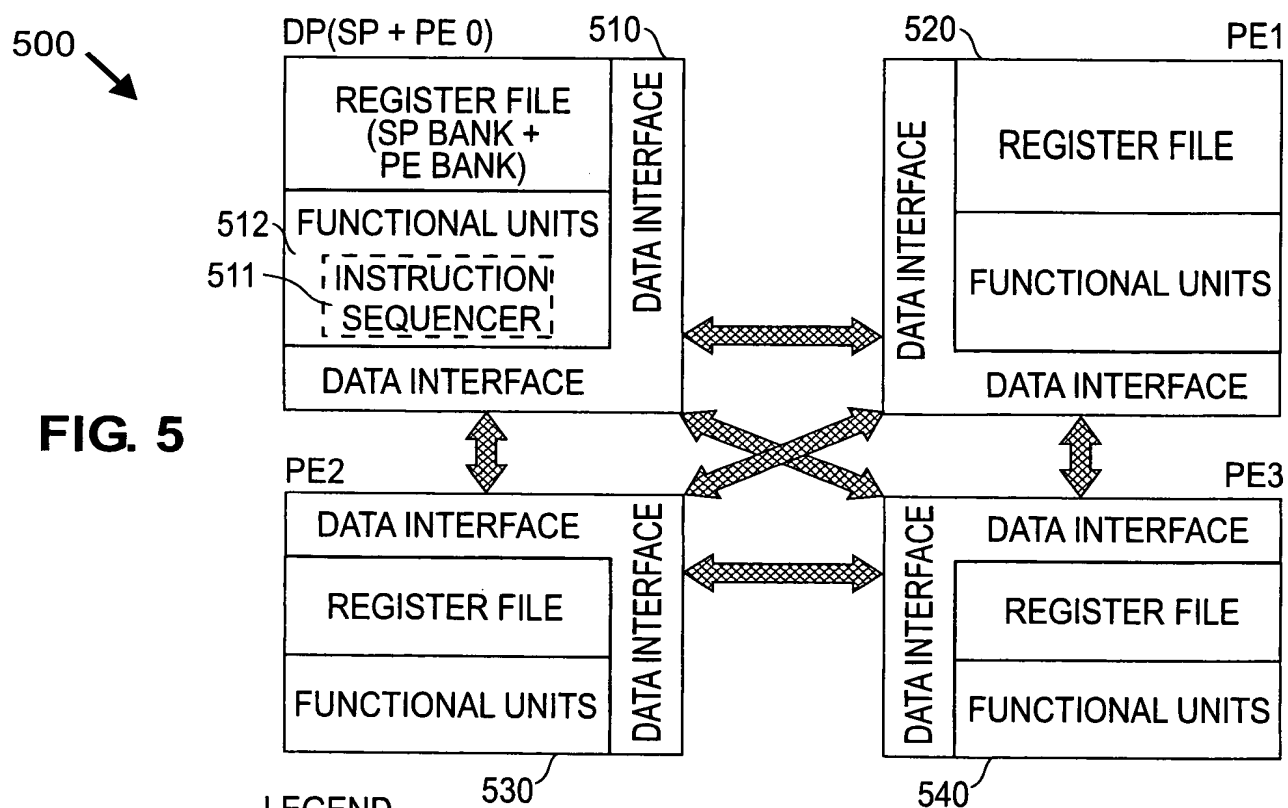 500
DP(SP + PE 0)
510
REGISTER FILE
(SP BANK +
PE BANK)
FUNCTIONAL UNITS
512
511
INSTRUCTION
SEQUENCER
DATA INTERFACE
DATA INTERFACE
520
PE1
DATA INTERFACE
REGISTER FILE
FUNCTIONAL UNITS
DATA INTERFACE
FIG. 5
PE2
DATA INTERFACE
REGISTER FILE
FUNCTIONAL UNITS
DATA INTERFACE
530
PE3
DATA INTERFACE
DATA INTERFACE
REGISTER FILE
FUNCTIONAL UNITS
540
LEGEND